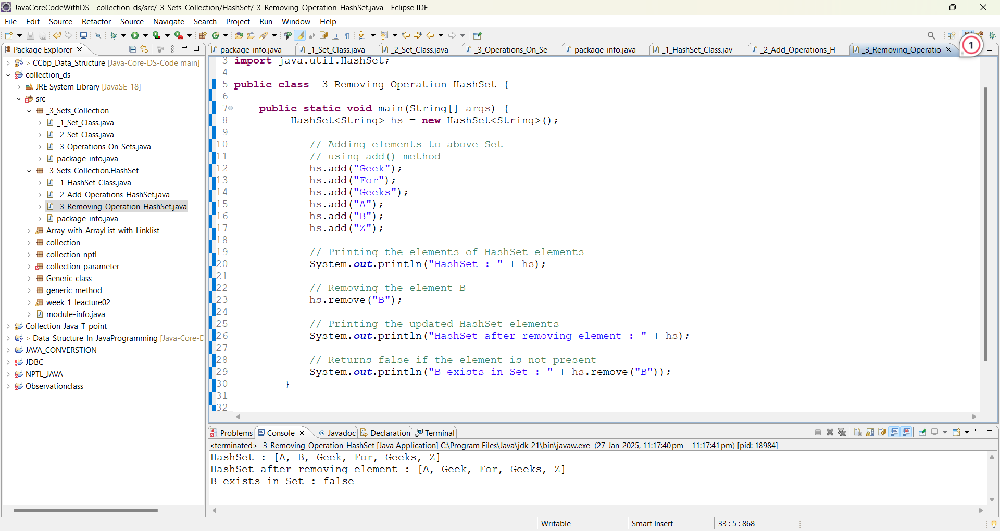 JavaCoreCodeWithDS - collection_ds/src/_3_Sets_Collection/HashSet/_3_Removing_Operation_HashSet.java - Eclipse IDE
File Edit Source Refactor Source Navigate Search Project Run Window Help
1
Package Explorer
> CCbp_Data_Structure [Java-Core-DS-Code main]
collection_ds
JRE System Library [JavaSE-18]
src
_3_Sets_Collection
_1_Set_Class.java
_2_Set_Class.java
_3_Operations_On_Sets.java
package-info.java
_3_Sets_Collection.HashSet
_1_HashSet_Class.java
_2_Add_Operations_HashSet.java
_3_Removing_Operation_HashSet.java
package-info.java
Array_with_ArrayList_with_Linklist
collection
collection_nptl
collection_parameter
Generic_class
generic_method
week_1_leacture02
module-info.java
Collection_Java_T_point_
> Data_Structure_In_JavaProgramming [Java-Core-D
JAVA_CONVERSTION
JDBC
NPTL_JAVA
Observationclass
package-info.java _1_Set_Class.java _2_Set_Class.java _3_Operations_On_Se package-info.java _1_HashSet_Class.jav _2_Add_Operations_H _3_Removing_Operatio
3 import java.util.HashSet;
4
5 public class _3_Removing_Operation_HashSet {
6
7 public static void main(String[] args) {
8 HashSet<String> hs = new HashSet<String>();
9
10 // Adding elements to above Set
11 // using add() method
12 hs.add("Geek");
13 hs.add("For");
14 hs.add("Geeks");
15 hs.add("A");
16 hs.add("B");
17 hs.add("Z");
18
19 // Printing the elements of HashSet elements
20 System.out.println("HashSet : " + hs);
21
22 // Removing the element B
23 hs.remove("B");
24
25 // Printing the updated HashSet elements
26 System.out.println("HashSet after removing element : " + hs);
27
28 // Returns false if the element is not present
29 System.out.println("B exists in Set : " + hs.remove("B"));
30 }
31
32
Problems Console Javadoc Declaration Terminal
<terminated> _3_Removing_Operation_HashSet [Java Application] C:\Program Files\Java\jdk-21\bin\javaw.exe (27-Jan-2025, 11:17:40 pm – 11:17:41 pm) [pid: 18984]
HashSet : [A, B, Geek, For, Geeks, Z]
HashSet after removing element : [A, Geek, For, Geeks, Z]
B exists in Set : false
Writable Smart Insert 33 : 5 : 868